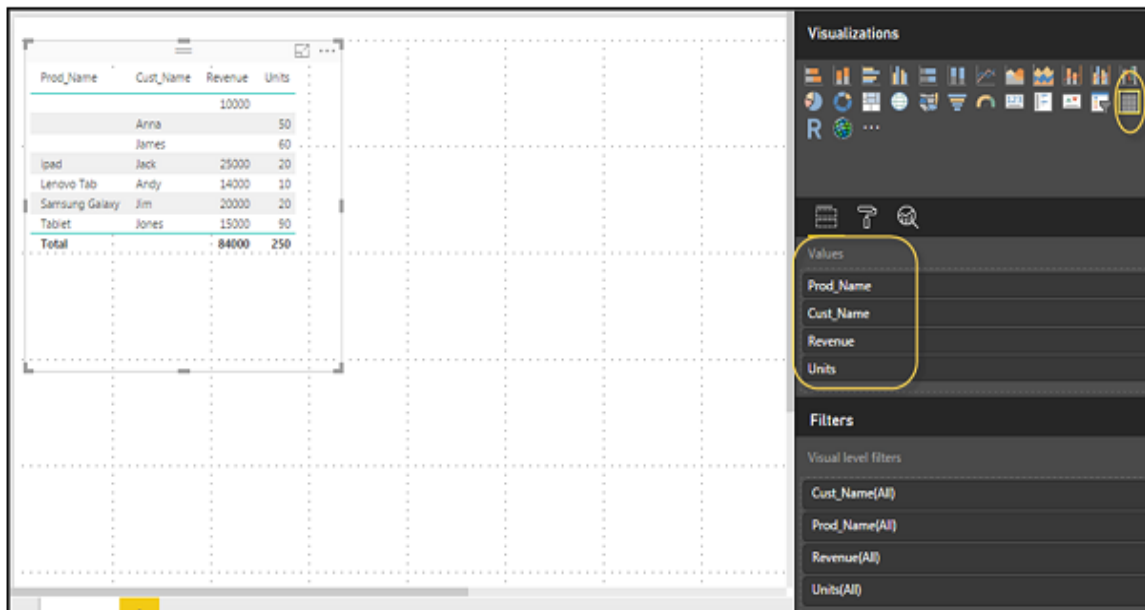 Visualizations
Prod_Name Cust_Name Revenue Units
10000
Anna 50
James 60
Ipad Jack 25000 20
Lenovo Tab Andy 14000 10
Samsung Galaxy Jim 20000 20
Tablet Jones 15000 90
Total 84000 250
R
Values
Prod_Name
Cust_Name
Revenue
Units
Filters
Visual level filters
Cust_Name(All)
Prod_Name(All)
Revenue(All)
Units(All)